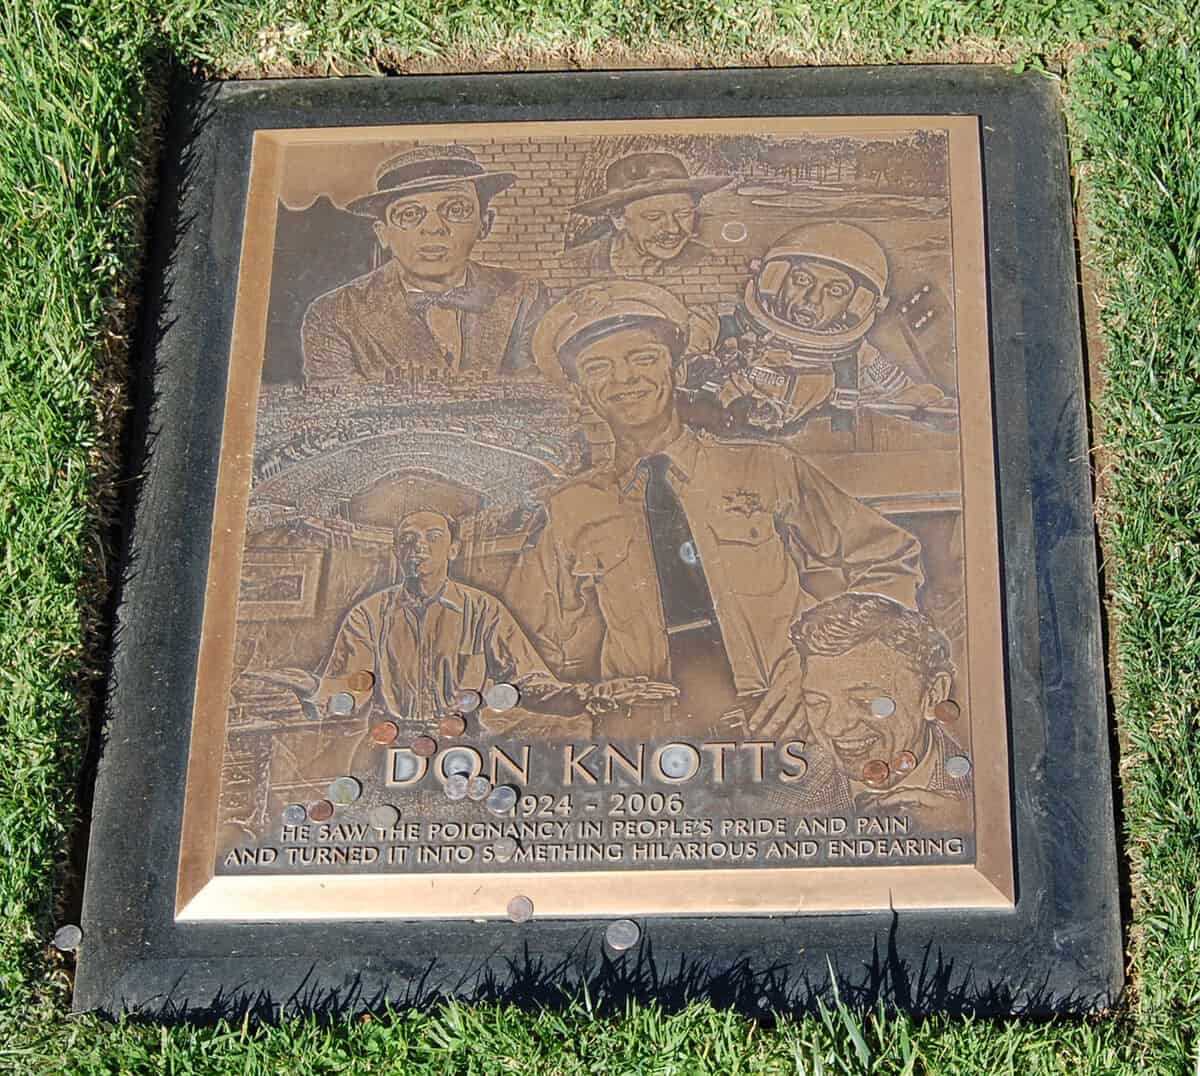 DON KNOTTS
1924 - 2006
HE SAW THE POIGNANCY IN PEOPLE'S PRIDE AND PAIN
AND TURNED IT INTO SOMETHING HILARIOUS AND ENDEARING